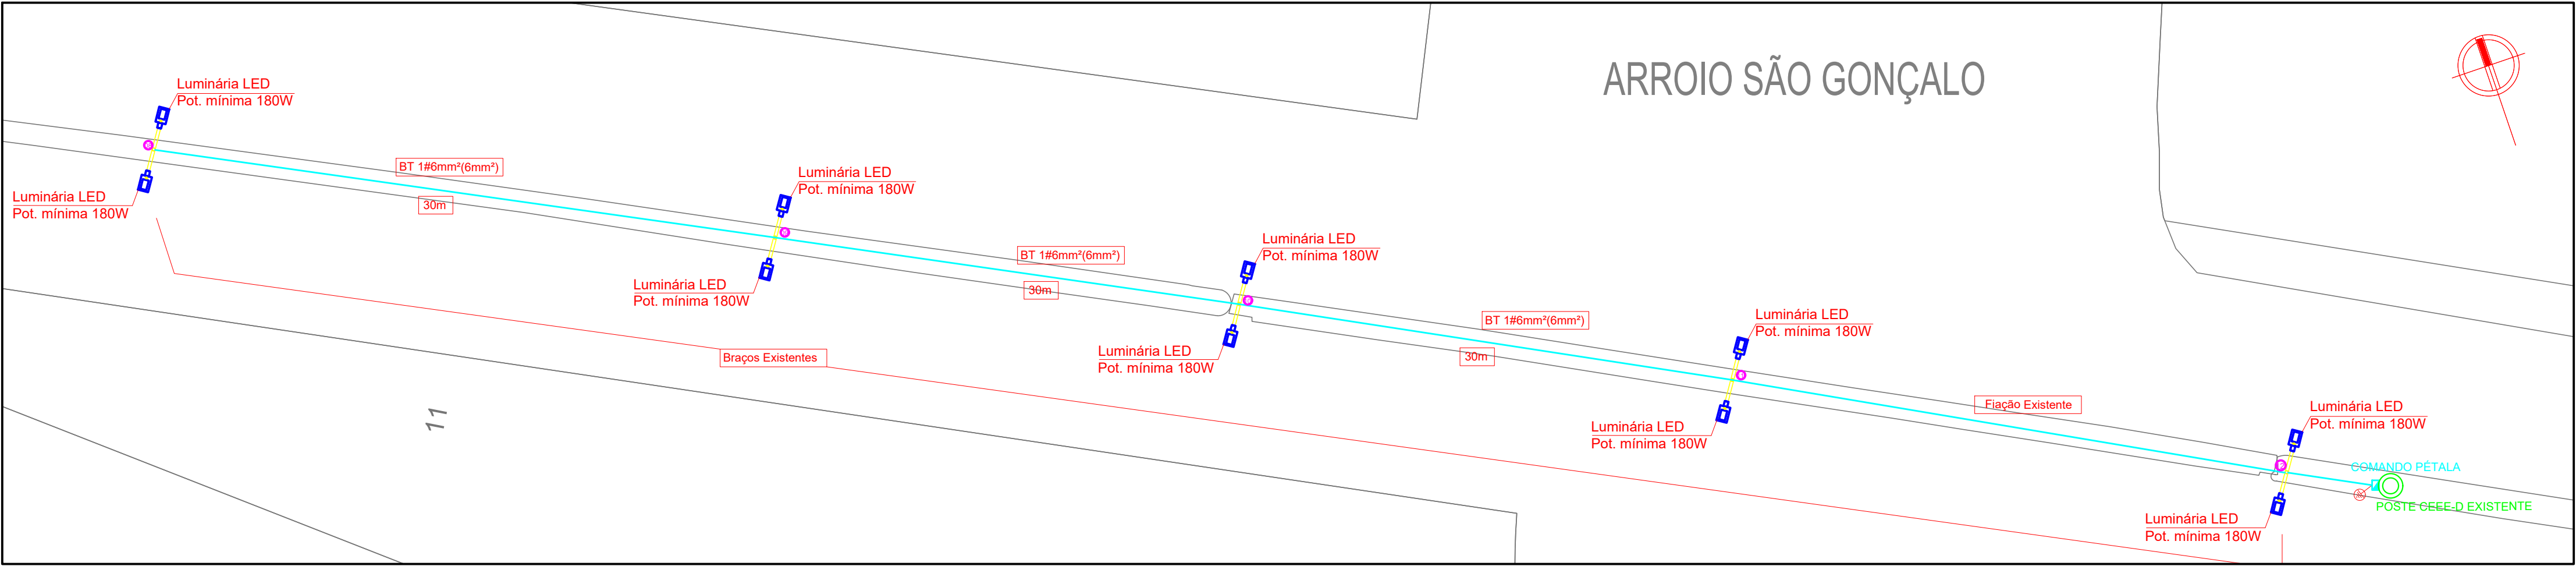 ARROIO SÃO GONÇALO
Luminária LED
Pot. mínima 180W
Luminária LED
Pot. mínima 180W
BT 1#6mm²(6mm²)
30m
Luminária LED
Pot. mínima 180W
Luminária LED
Pot. mínima 180W
BT 1#6mm²(6mm²)
30m
Luminária LED
Pot. mínima 180W
Luminária LED
Pot. mínima 180W
BT 1#6mm²(6mm²)
30m
Luminária LED
Pot. mínima 180W
Luminária LED
Pot. mínima 180W
Braços Existentes
11
Fiação Existente
Luminária LED
Pot. mínima 180W
Luminária LED
Pot. mínima 180W
COMANDO PÉTALA
POSTE CEEE-D EXISTENTE